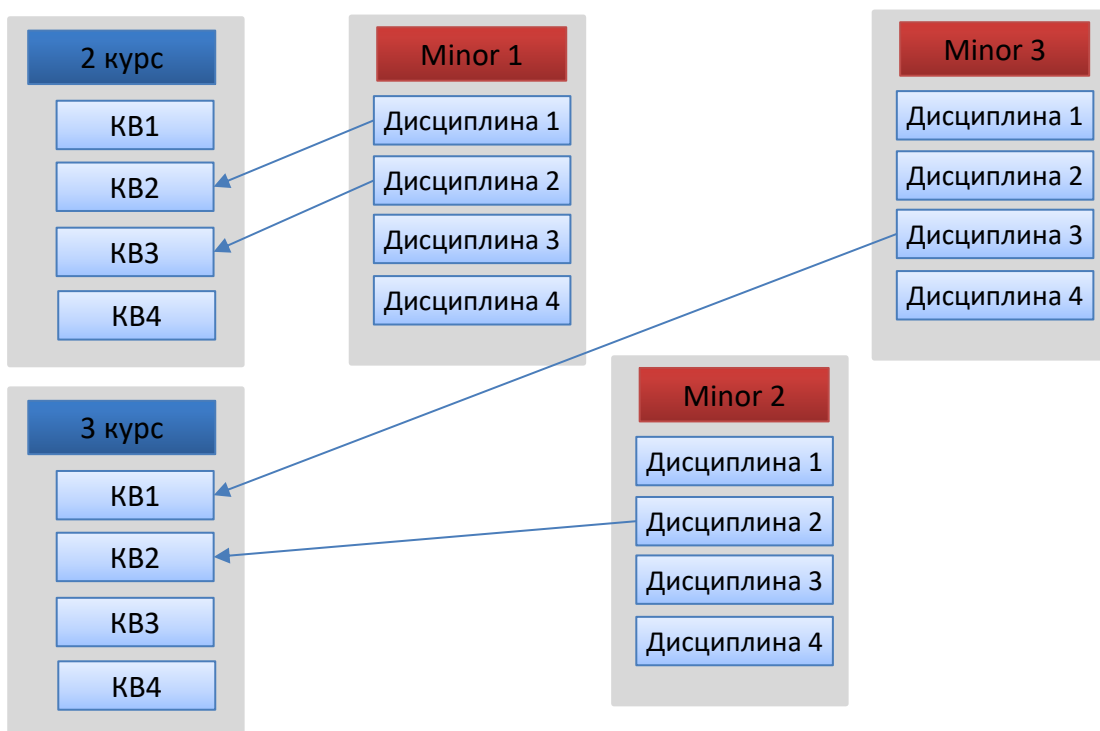 2 курс
КВ1
КВ2
КВ3
КВ4
Minor 1
Дисциплина 1
Дисциплина 2
Дисциплина 3
Дисциплина 4
Minor 3
Дисциплина 1
Дисциплина 2
Дисциплина 3
Дисциплина 4
3 курс
КВ1
КВ2
КВ3
КВ4
Minor 2
Дисциплина 1
Дисциплина 2
Дисциплина 3
Дисциплина 4